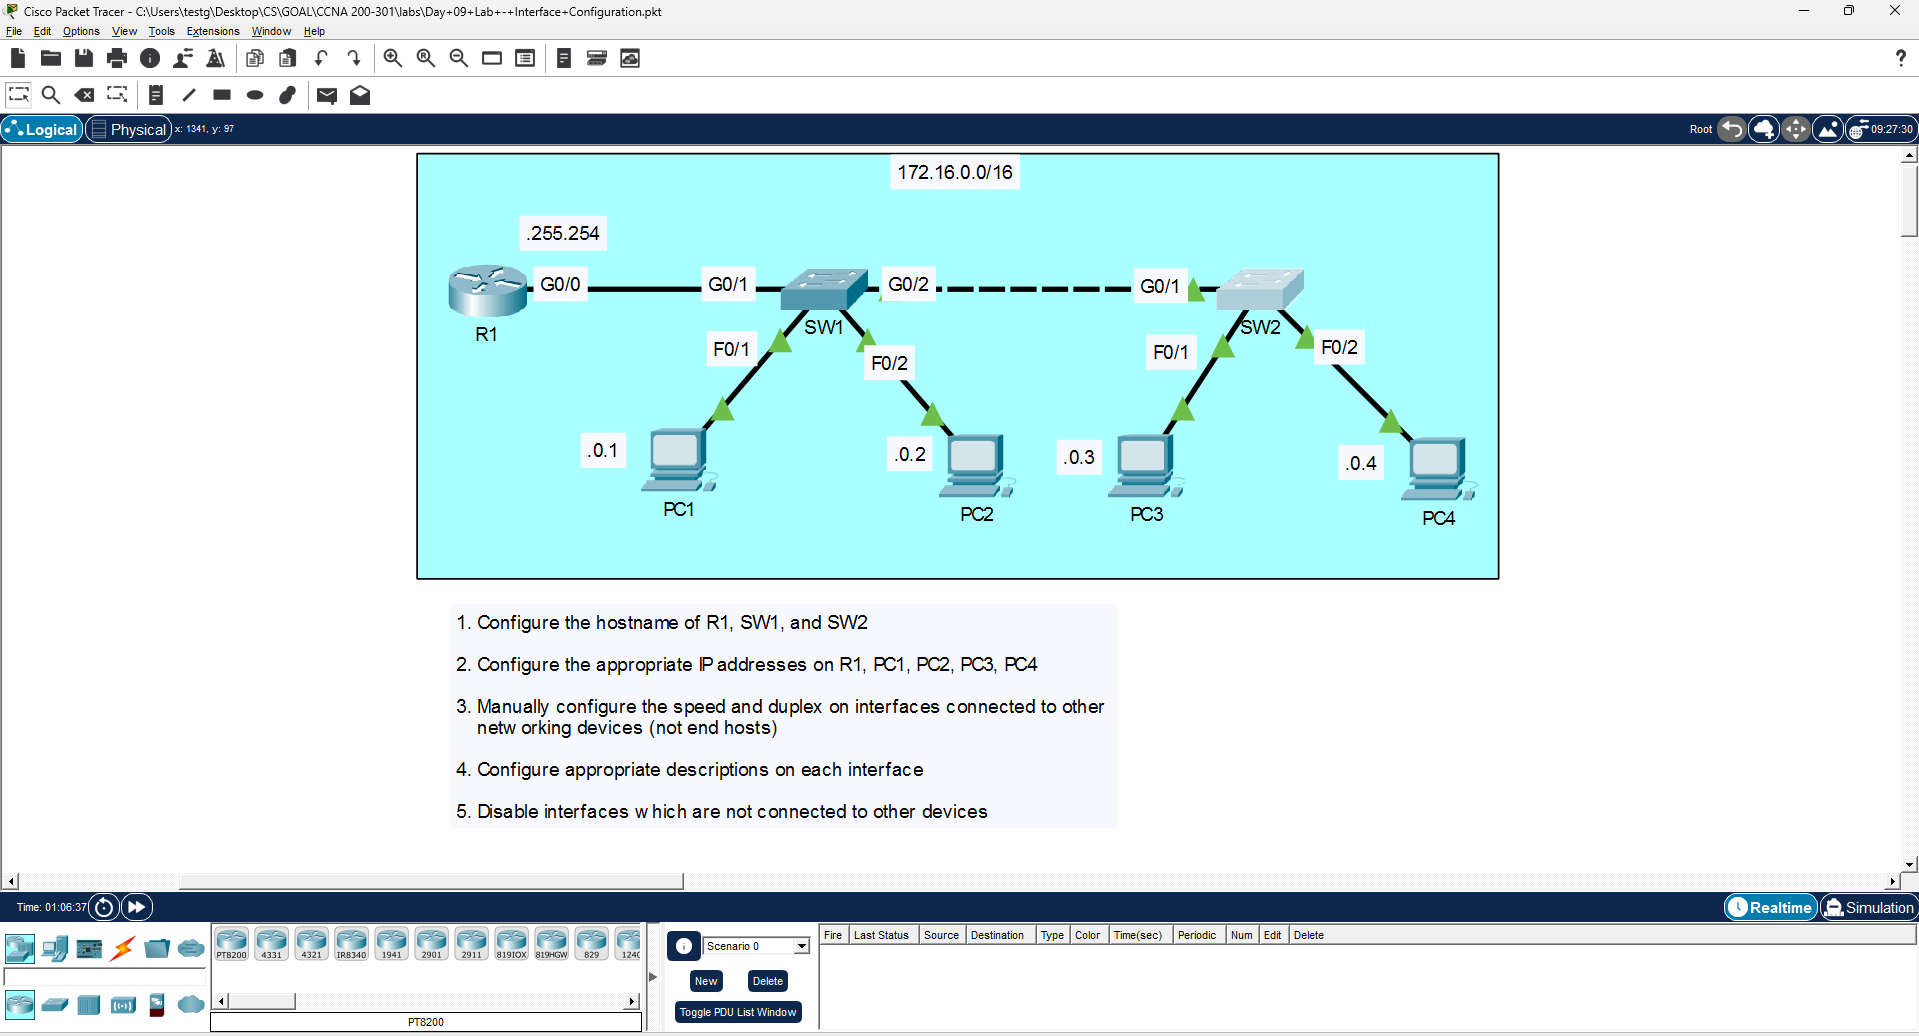 Cisco Packet Tracer - C:\Users\testg\Desktop\CS\GOAL\CCNA 200-301\labs\Day+09+Lab+-+Interface+Configuration.pkt
File Edit Options View Tools Extensions Window Help
?
Logical Physical x: 1341, y: 97 Root 09:27:30
172.16.0.0/16
.255.254
G0/0 G0/1 G0/2 G0/1
R1 SW1 SW2
F0/1 F0/2 F0/1 F0/2
.0.1 .0.2 .0.3 .0.4
PC1 PC2 PC3 PC4
1. Configure the hostname of R1, SW1, and SW2
2. Configure the appropriate IP addresses on R1, PC1, PC2, PC3, PC4
3. Manually configure the speed and duplex on interfaces connected to other
netw orking devices (not end hosts)
4. Configure appropriate descriptions on each interface
5. Disable interfaces w hich are not connected to other devices
Time: 01:06:37 Realtime Simulation
PT8200 4331 4321 IR8340 1941 2901 2911 819IOX 819HGW 829 1240
PT8200
Scenario 0
New Delete
Toggle PDU List Window
Fire Last Status Source Destination Type Color Time(sec) Periodic Num Edit Delete